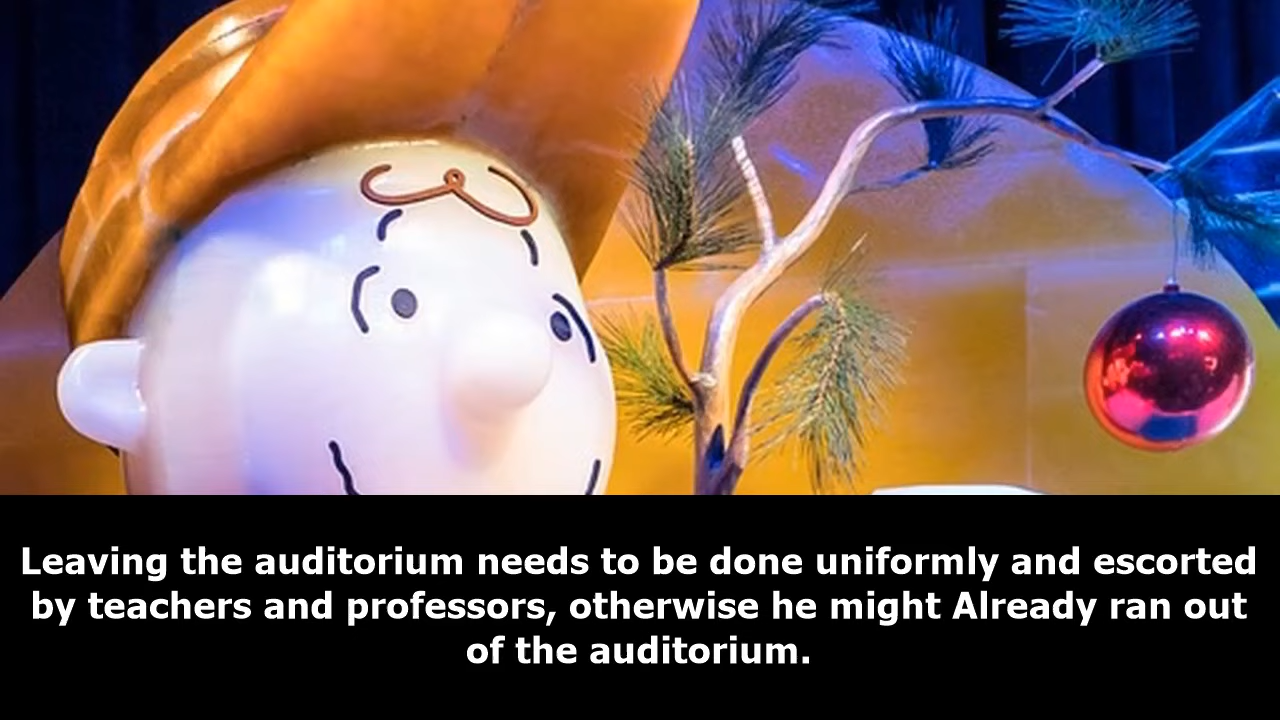 Leaving the auditorium needs to be done uniformly and escorted
by teachers and professors, otherwise he might Already ran out
of the auditorium.